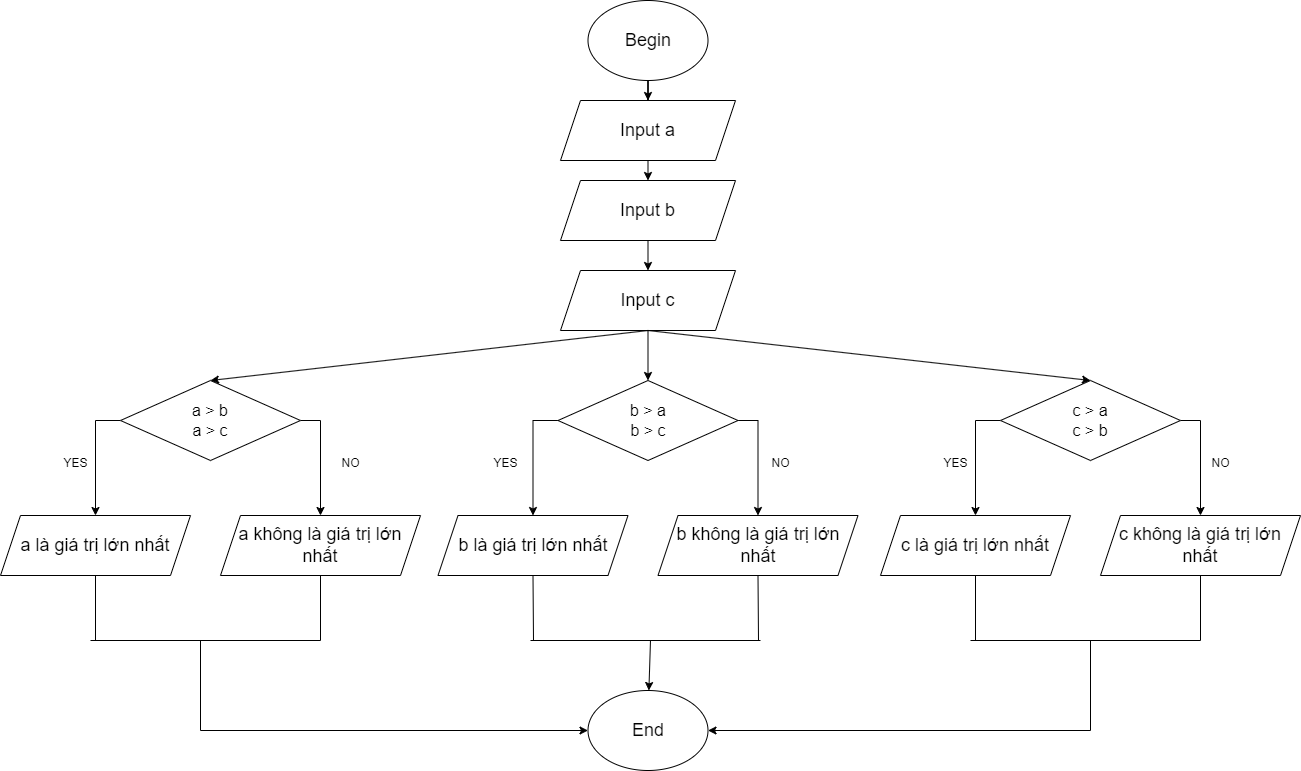 Begin
Input a
Input b
Input c
a > b
a > c
b > a
b > c
c > a
c > b
YES
NO
YES
NO
YES
NO
a là giá trị lớn nhất
a không là giá trị lớn
nhất
b là giá trị lớn nhất
b không là giá trị lớn
nhất
c là giá trị lớn nhất
c không là giá trị lớn
nhất
End